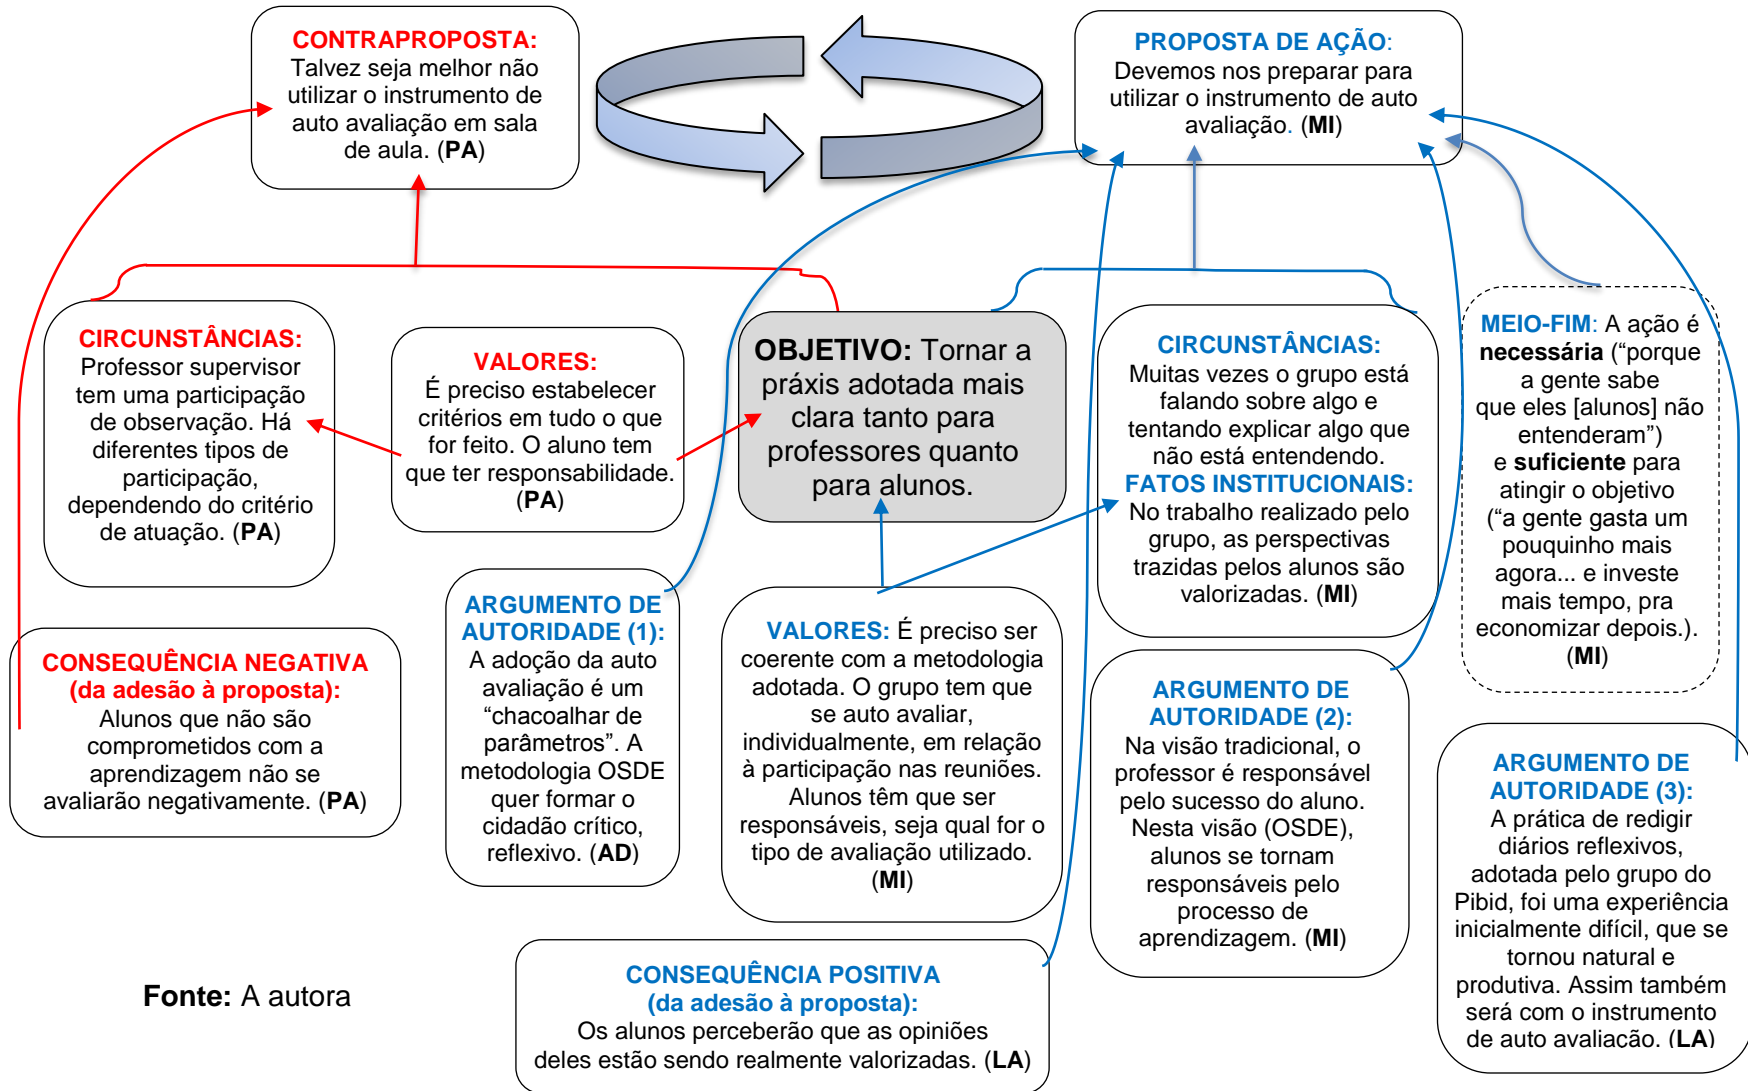 CONTRAPROPOSTA:
Talvez seja melhor não
utilizar o instrumento de
auto avaliação em sala
de aula. (PA)
PROPOSTA DE AÇÃO:
Devemos nos preparar para
utilizar o instrumento de auto
avaliação. (MI)
CIRCUNSTÂNCIAS:
Professor supervisor
tem uma participação
de observação. Há
diferentes tipos de
participação,
dependendo do critério
de atuação. (PA)
VALORES:
É preciso estabelecer
critérios em tudo o que
for feito. O aluno tem
que ter responsabilidade.
(PA)
OBJETIVO: Tornar a
práxis adotada mais
clara tanto para
professores quanto
para alunos.
CIRCUNSTÂNCIAS:
Muitas vezes o grupo está
falando sobre algo e
tentando explicar algo que
não está entendendo.
FATOS INSTITUCIONAIS:
No trabalho realizado pelo
grupo, as perspectivas
trazidas pelos alunos são
valorizadas. (MI)
MEIO-FIM: A ação é
necessária (“porque
a gente sabe
que eles [alunos] não
entenderam”)
e suficiente para
atingir o objetivo
(“a gente gasta um
pouquinho mais
agora... e investe
mais tempo, pra
economizar depois.).
(MI)
CONSEQUÊNCIA NEGATIVA
(da adesão à proposta):
Alunos que não são
comprometidos com a
aprendizagem não se
avaliarão negativamente. (PA)
ARGUMENTO DE
AUTORIDADE (1):
A adoção da auto
avaliação é um
“chacoalhar de
parâmetros”. A
metodologia OSDE
quer formar o
cidadão crítico,
reflexivo. (AD)
VALORES: É preciso ser
coerente com a metodologia
adotada. O grupo tem que
se auto avaliar,
individualmente, em relação
à participação nas reuniões.
Alunos têm que ser
responsáveis, seja qual for o
tipo de avaliação utilizado.
(MI)
ARGUMENTO DE
AUTORIDADE (2):
Na visão tradicional, o
professor é responsável
pelo sucesso do aluno.
Nesta visão (OSDE),
alunos se tornam
responsáveis pelo
processo de
aprendizagem. (MI)
ARGUMENTO DE
AUTORIDADE (3):
A prática de redigir
diários reflexivos,
adotada pelo grupo do
Pibid, foi uma experiência
inicialmente difícil, que se
tornou natural e
produtiva. Assim também
será com o instrumento
de auto avaliação. (LA)
CONSEQUÊNCIA POSITIVA
(da adesão à proposta):
Os alunos perceberão que as opiniões
deles estão sendo realmente valorizadas. (LA)
Fonte: A autora